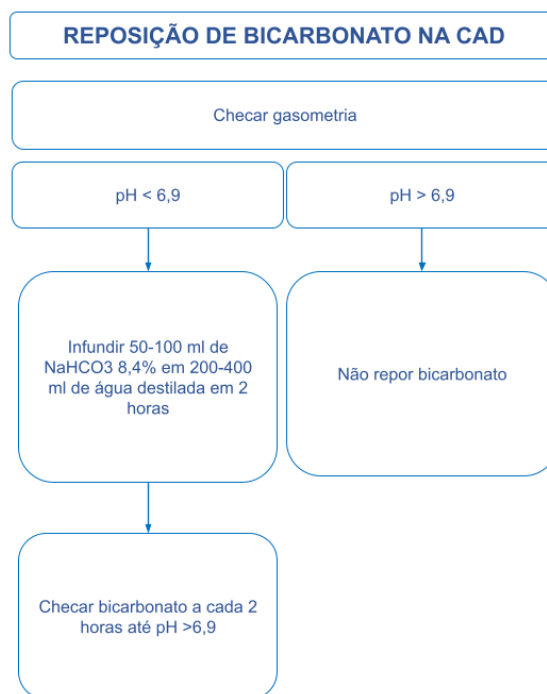 REPOSIÇÃO DE BICARBONATO NA CAD
Checar gasometria
pH < 6,9
pH > 6,9
Infundir 50-100 ml de
NaHCO3 8,4% em 200-400
ml de água destilada em 2
horas
Não repor bicarbonato
Checar bicarbonato a cada 2
horas até pH >6,9